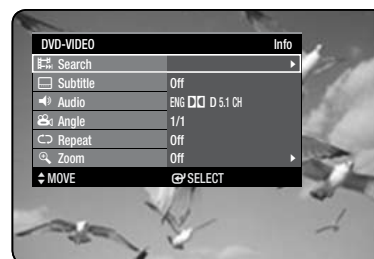 DVD-VIDEO Info
Search
Subtitle Off
Audio ENG D 5.1 CH
Angle 1/1
Repeat Off
Zoom Off
MOVE SELECT